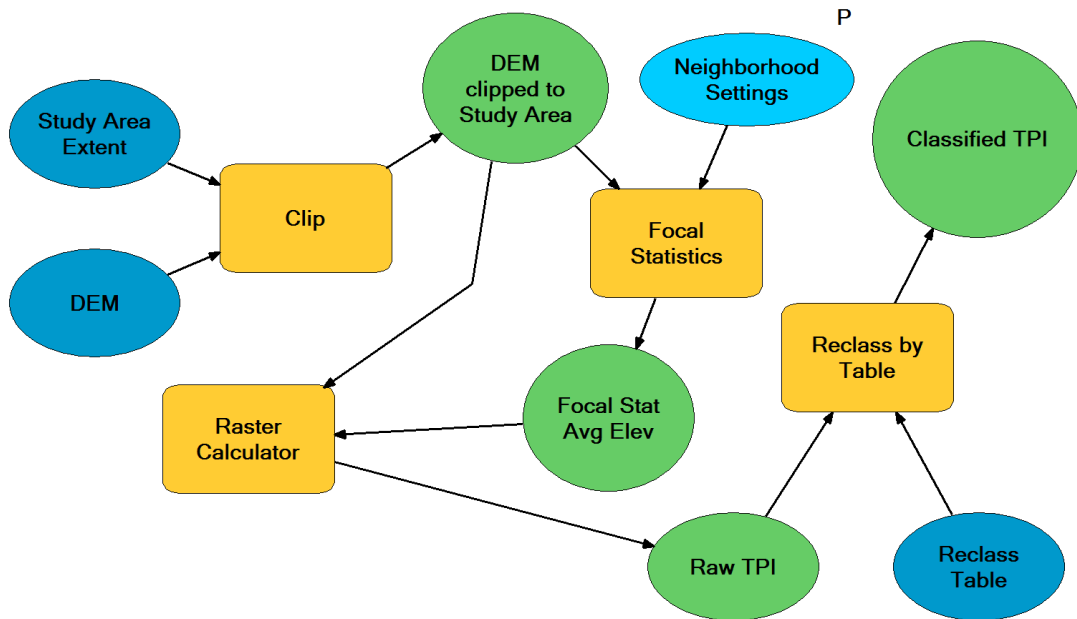 P
DEM
clipped to
Study Area
Neighborhood
Settings
Study Area
Extent
Classified TPI
Clip
Focal
Statistics
DEM
Reclass by
Table
Focal Stat
Avg Elev
Raster
Calculator
Raw TPI
Reclass
Table